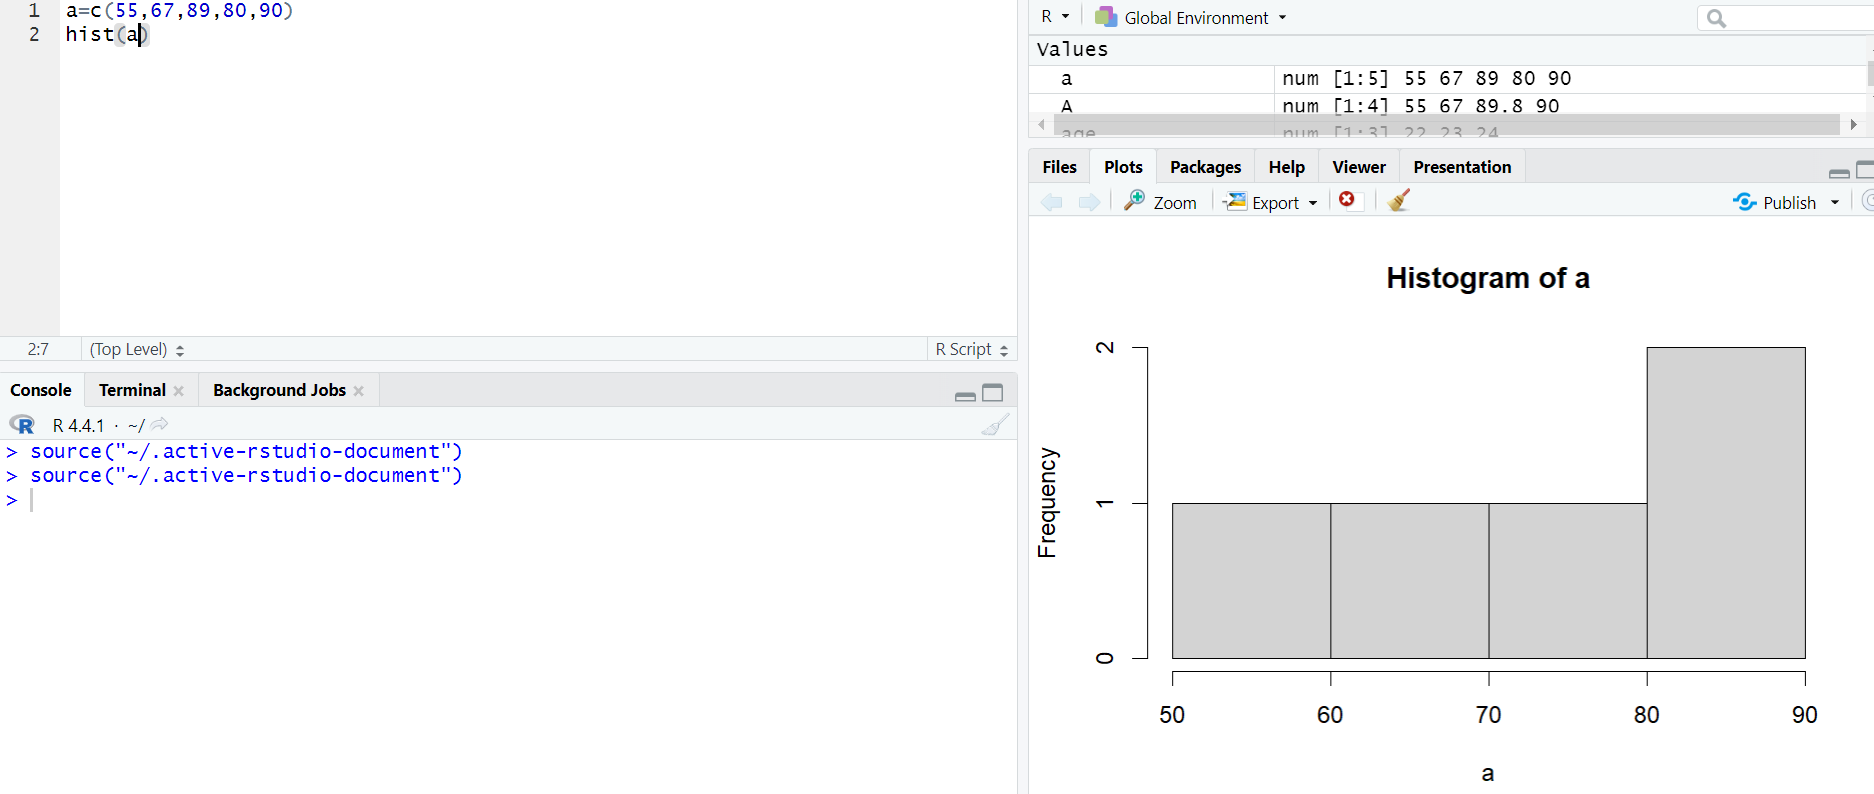 1 a=c(55,67,89,80,90)
2 hist(a)
2:7 (Top Level) R Script
Console Terminal Background Jobs
R 4.4.1 · ~/
> source("~/.active-rstudio-document")
> source("~/.active-rstudio-document")
>
R Global Environment
Values
a num [1:5] 55 67 89 80 90
A num [1:4] 55 67 89.8 90
age num [1:3] 22 23 24
Files Plots Packages Help Viewer Presentation
Zoom Export Publish
Histogram of a
Frequency
2
1
0
50 60 70 80 90
a